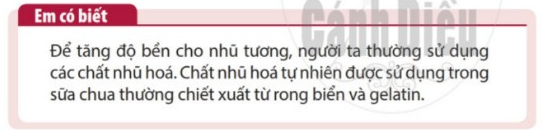 Em có biết
Cánh Diều
Để tăng độ bền cho nhũ tương, người ta thường sử dụng
các chất nhũ hoá. Chất nhũ hoá tự nhiên được sử dụng trong
sữa chua thường chiết xuất từ rong biển và gelatin.